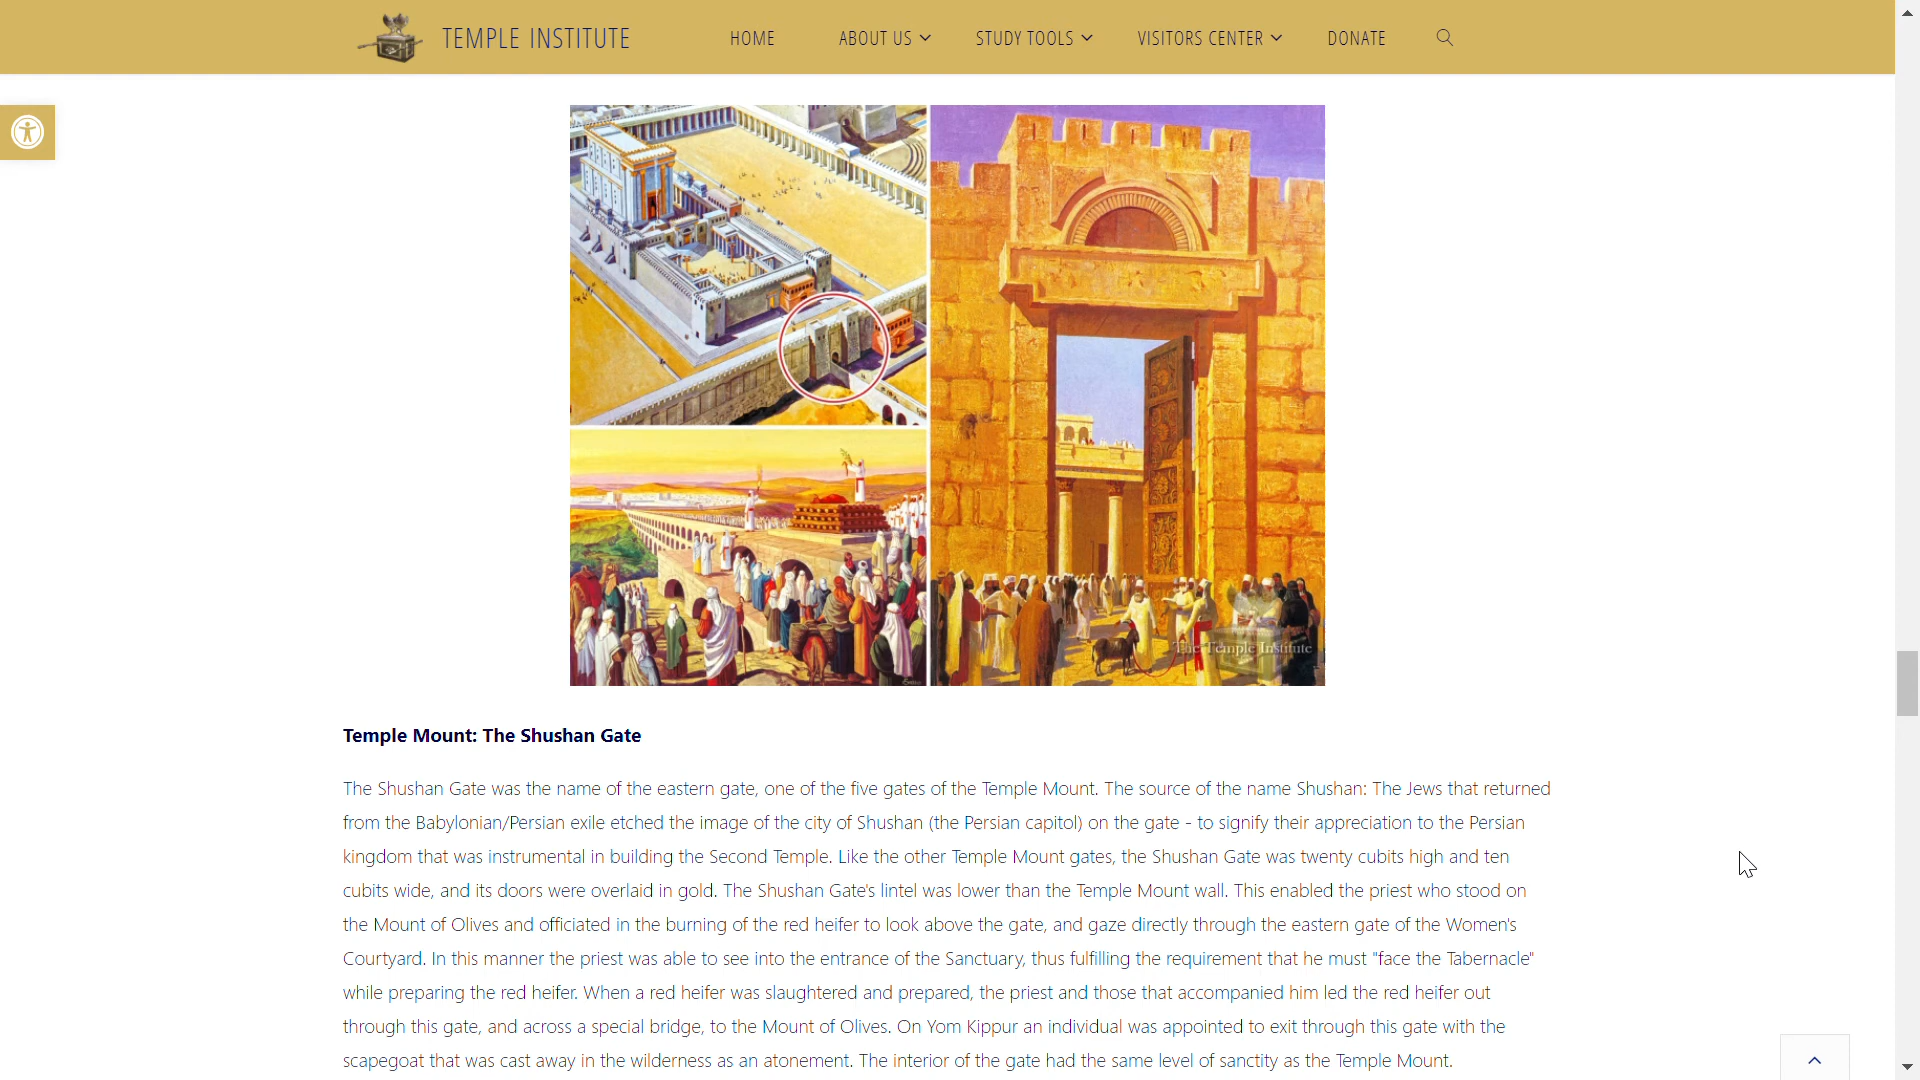 TEMPLE INSTITUTE HOME ABOUT US STUDY TOOLS VISITORS CENTER DONATE
The Temple Institute
Temple Mount: The Shushan Gate
The Shushan Gate was the name of the eastern gate, one of the five gates of the Temple Mount. The source of the name Shushan: The Jews that returned
from the Babylonian/Persian exile etched the image of the city of Shushan (the Persian capitol) on the gate - to signify their appreciation to the Persian
kingdom that was instrumental in building the Second Temple. Like the other Temple Mount gates, the Shushan Gate was twenty cubits high and ten
cubits wide, and its doors were overlaid in gold. The Shushan Gate's lintel was lower than the Temple Mount wall. This enabled the priest who stood on
the Mount of Olives and officiated in the burning of the red heifer to look above the gate, and gaze directly through the eastern gate of the Women's
Courtyard. In this manner the priest was able to see into the entrance of the Sanctuary, thus fulfilling the requirement that he must "face the Tabernacle"
while preparing the red heifer. When a red heifer was slaughtered and prepared, the priest and those that accompanied him led the red heifer out
through this gate, and across a special bridge, to the Mount of Olives. On Yom Kippur an individual was appointed to exit through this gate with the
scapegoat that was cast away in the wilderness as an atonement. The interior of the gate had the same level of sanctity as the Temple Mount.